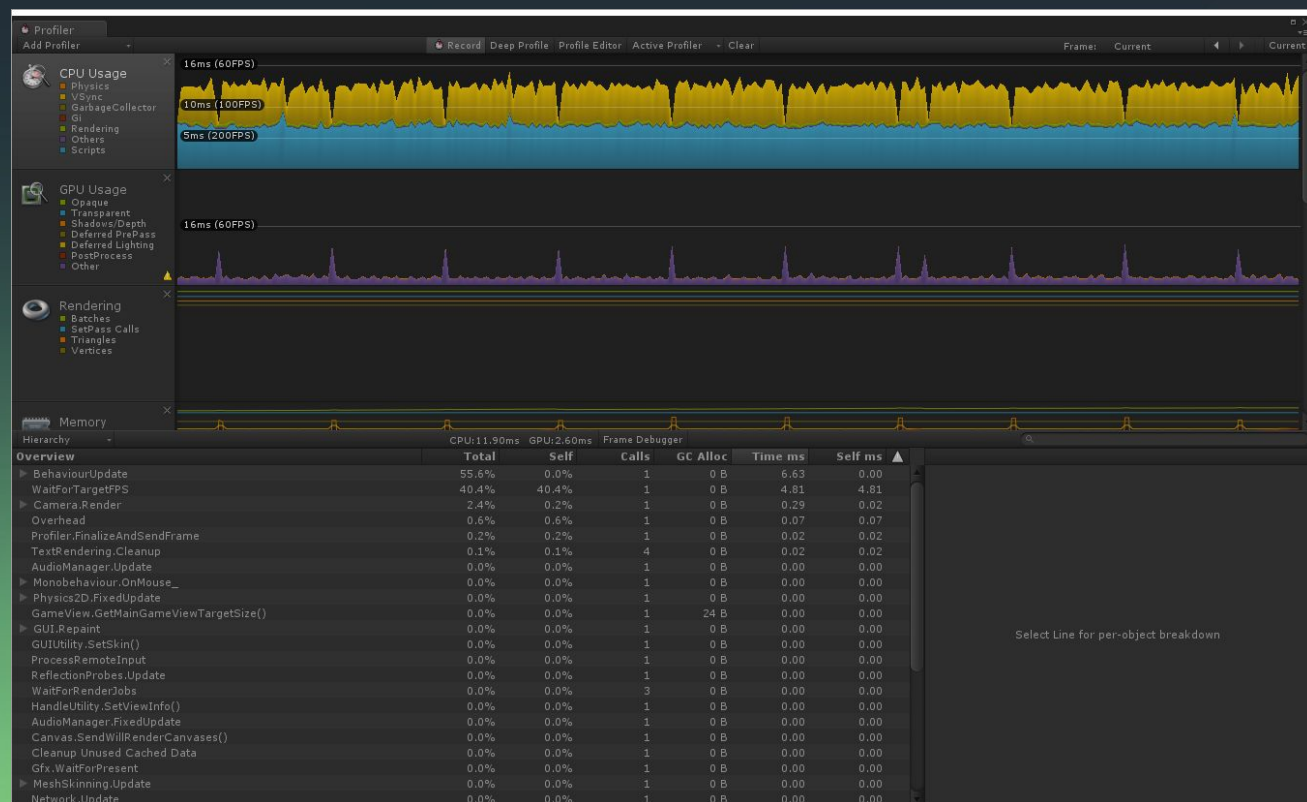 Profiler
Add Profiler Record Deep Profile Profile Editor Active Profiler Clear Frame: Current Current
CPU Usage
Physics
VSync
GarbageCollector
Gi
Rendering
Others
Scripts
16ms (60FPS)
10ms (100FPS)
5ms (200FPS)
GPU Usage
Opaque
Transparent
Shadows/Depth
Deferred PrePass
Deferred Lighting
PostProcess
Other
16ms (60FPS)
Rendering
Batches
SetPass Calls
Triangles
Vertices
Memory
Hierarchy CPU:11.90ms GPU:2.60ms Frame Debugger
Overview Total Self Calls GC Alloc Time ms Self ms
BehaviourUpdate 55.6% 0.0% 1 0 B 6.63 0.00
WaitForTargetFPS 40.4% 40.4% 1 0 B 4.81 4.81
Camera.Render 2.4% 0.2% 1 0 B 0.29 0.02
Overhead 0.6% 0.6% 1 0 B 0.07 0.07
Profiler.FinalizeAndSendFrame 0.2% 0.2% 1 0 B 0.02 0.02
TextRendering.Cleanup 0.1% 0.1% 4 0 B 0.02 0.02
AudioManager.Update 0.0% 0.0% 1 0 B 0.00 0.00
Monobehaviour.OnMouse_ 0.0% 0.0% 1 0 B 0.00 0.00
Physics2D.FixedUpdate 0.0% 0.0% 1 0 B 0.00 0.00
GameView.GetMainGameViewTargetSize() 0.0% 0.0% 1 24 B 0.00 0.00
GUI.Repaint 0.0% 0.0% 1 0 B 0.00 0.00
GUIUtility.SetSkin() 0.0% 0.0% 1 0 B 0.00 0.00
ProcessRemoteInput 0.0% 0.0% 1 0 B 0.00 0.00
ReflectionProbes.Update 0.0% 0.0% 1 0 B 0.00 0.00
WaitForRenderJobs 0.0% 0.0% 3 0 B 0.00 0.00
HandleUtility.SetViewInfo() 0.0% 0.0% 1 0 B 0.00 0.00
AudioManager.FixedUpdate 0.0% 0.0% 1 0 B 0.00 0.00
Canvas.SendWillRenderCanvases() 0.0% 0.0% 1 0 B 0.00 0.00
Cleanup Unused Cached Data 0.0% 0.0% 1 0 B 0.00 0.00
Gfx.WaitForPresent 0.0% 0.0% 1 0 B 0.00 0.00
MeshSkinning.Update 0.0% 0.0% 1 0 B 0.00 0.00
Network.Update 0.0% 0.0% 1 0 B 0.00 0.00
Select Line for per-object breakdown